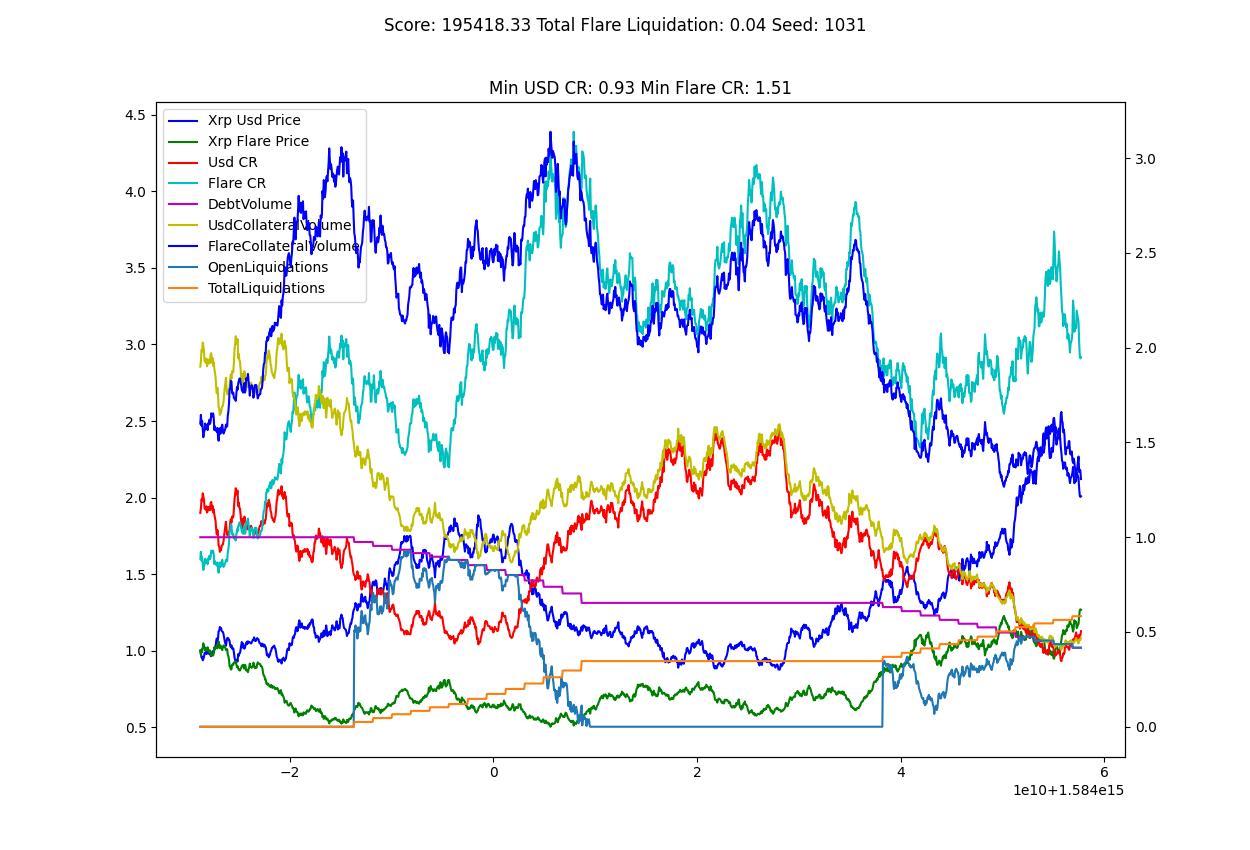 Score: 195418.33 Total Flare Liquidation: 0.04 Seed: 1031
Min USD CR: 0.93 Min Flare CR: 1.51
4.5
4.0
3.5
3.0
2.5
2.0
1.5
1.0
0.5
Xrp Usd Price
Xrp Flare Price
Usd CR
Flare CR
DebtVolume
UsdCollateralVolume
FlareCollateralVolume
OpenLiquidations
TotalLiquidations
3.0
2.5
2.0
1.5
1.0
0.5
0.0
−2 0 2 4 6
1e10+1.584e15